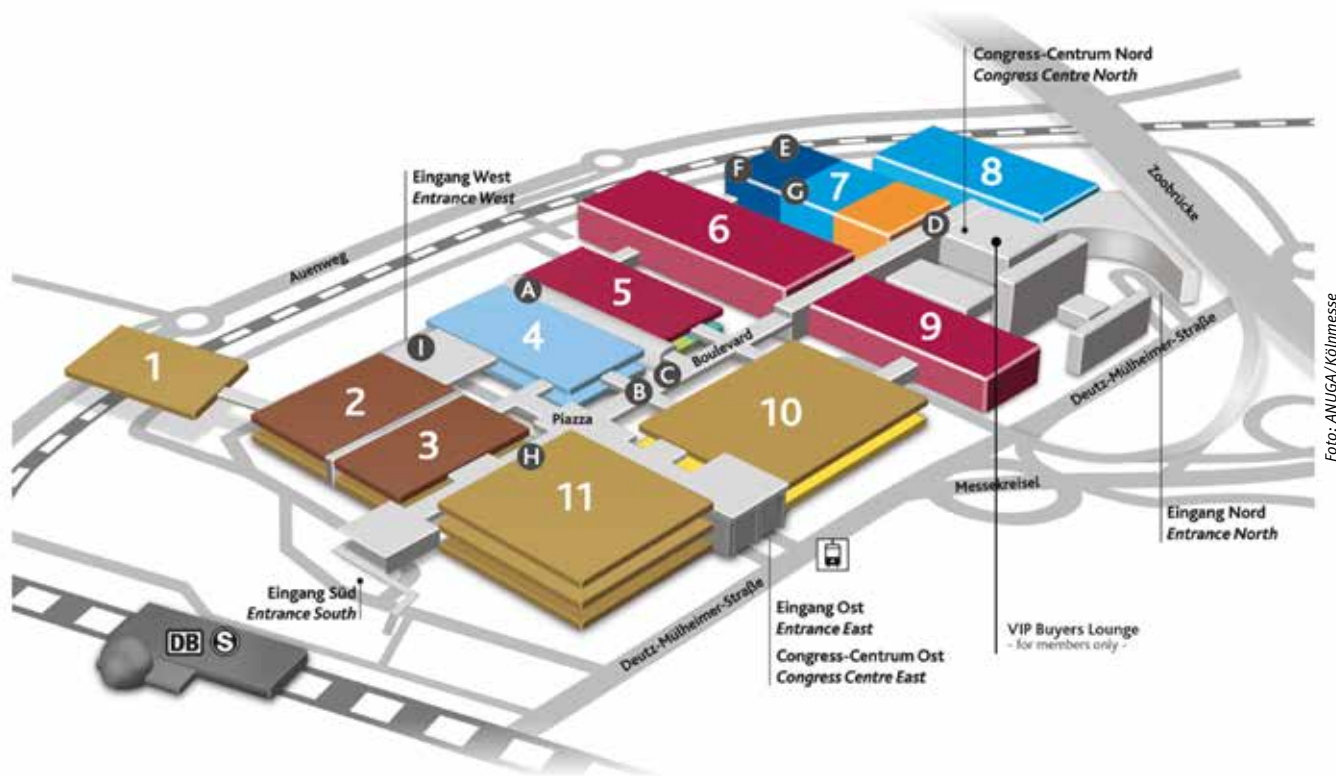 Congress-Centrum Nord
Congress Centre North
Zoobrücke
Eingang West
Entrance West
Auenweg
E
F
G
7
8
D
6
A
5
4
I
1
2
3
B
C
Boulevard
9
Piazza
10
H
11
Deutz-Mülheimer-Straße
Messekreisel
Eingang Nord
Entrance North
Eingang Süd
Entrance South
DB
S
Deutz-Mülheimer-Straße
Eingang Ost
Entrance East
Congress-Centrum Ost
Congress Centre East
VIP Buyers Lounge
- for members only -
Foto: ANUGA/Kölnmesse